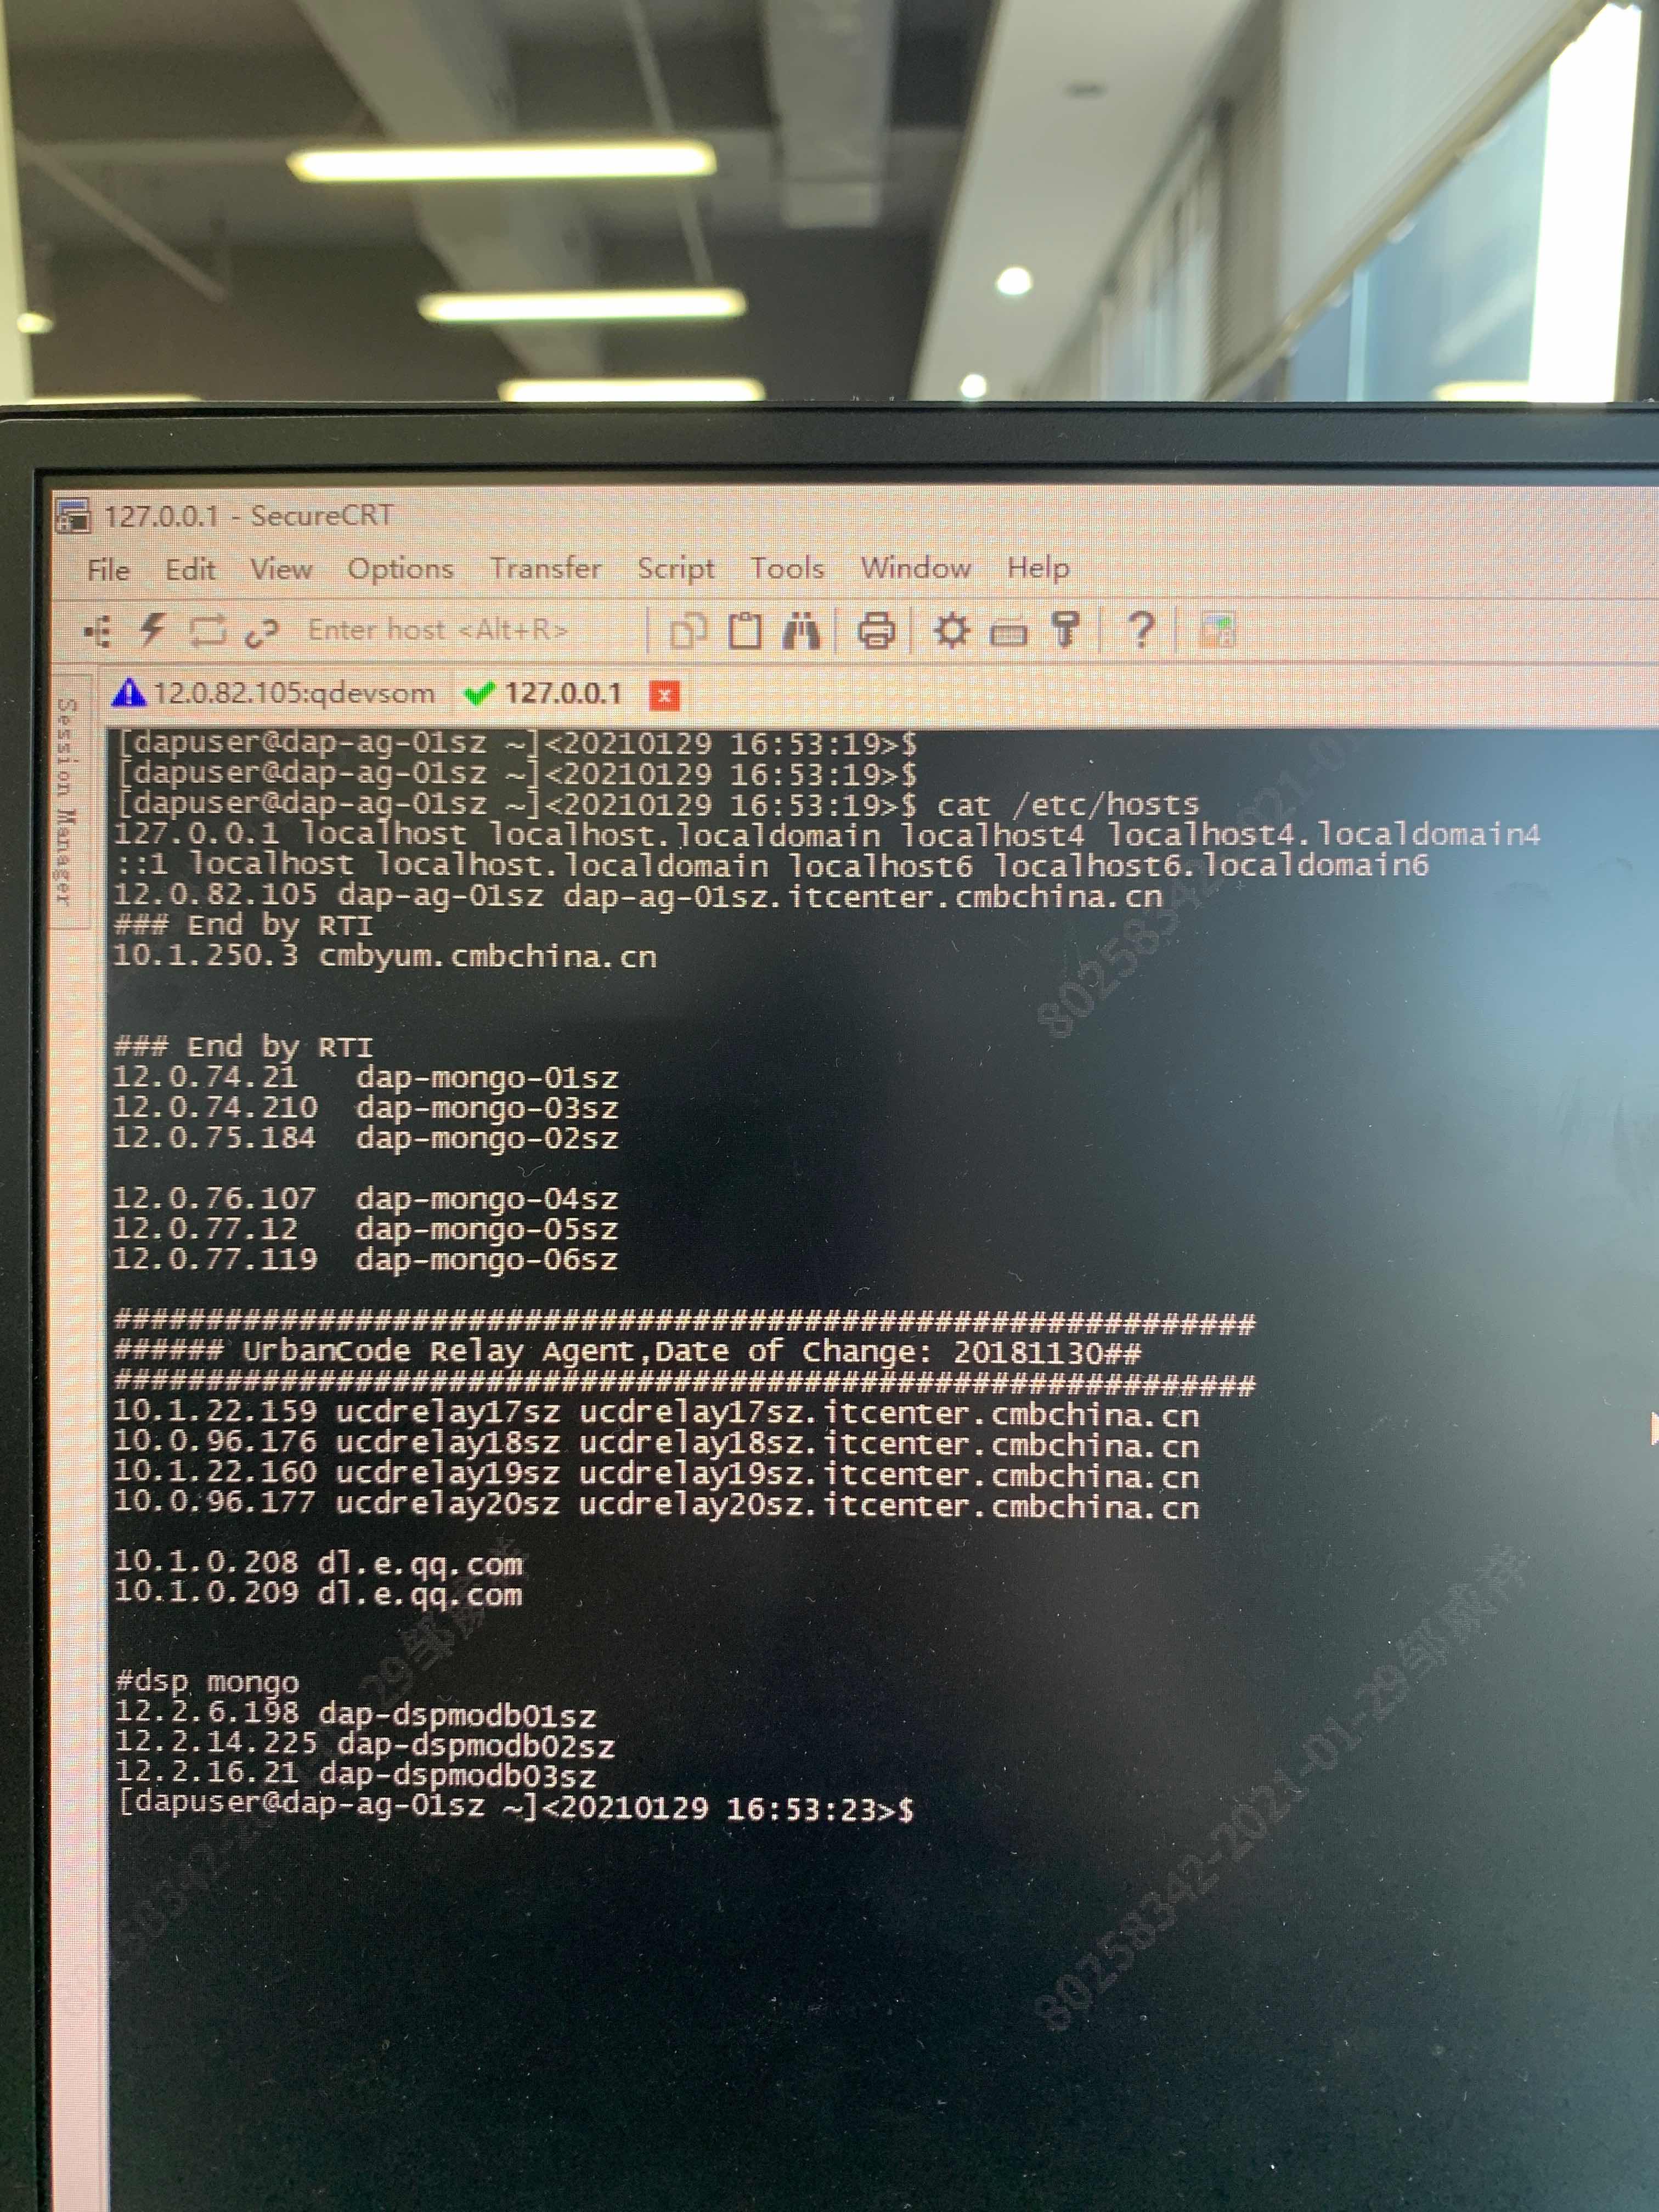 127.0.0.1 - SecureCRT
File Edit View Options Transfer Script Tools Window Help
Enter host <Alt+R>
Session Manager
12.0.82.105:qdevsom 127.0.0.1
[dapuser@dap-ag-01sz ~]<20210129 16:53:19>$
[dapuser@dap-ag-01sz ~]<20210129 16:53:19>$
[dapuser@dap-ag-01sz ~]<20210129 16:53:19>$ cat /etc/hosts
127.0.0.1 localhost localhost.localdomain localhost4 localhost4.localdomain4
::1 localhost localhost.localdomain localhost6 localhost6.localdomain6
12.0.82.105 dap-ag-01sz dap-ag-01sz.itcenter.cmbchina.cn
### End by RTI
10.1.250.3 cmbyum.cmbchina.cn
### End by RTI
12.0.74.21 dap-mongo-01sz
12.0.74.210 dap-mongo-03sz
12.0.75.184 dap-mongo-02sz
12.0.76.107 dap-mongo-04sz
12.0.77.12 dap-mongo-05sz
12.0.77.119 dap-mongo-06sz
#############################################################
###### UrbanCode Relay Agent,Date of Change: 20181130##
#############################################################
10.1.22.159 ucdrelay17sz ucdrelay17sz.itcenter.cmbchina.cn
10.0.96.176 ucdrelay18sz ucdrelay18sz.itcenter.cmbchina.cn
10.1.22.160 ucdrelay19sz ucdrelay19sz.itcenter.cmbchina.cn
10.0.96.177 ucdrelay20sz ucdrelay20sz.itcenter.cmbchina.cn
10.1.0.208 dl.e.qq.com
10.1.0.209 dl.e.qq.com
#dsp mongo
12.2.6.198 dap-dspmodb01sz
12.2.14.225 dap-dspmodb02sz
12.2.16.21 dap-dspmodb03sz
[dapuser@dap-ag-01sz ~]<20210129 16:53:23>$